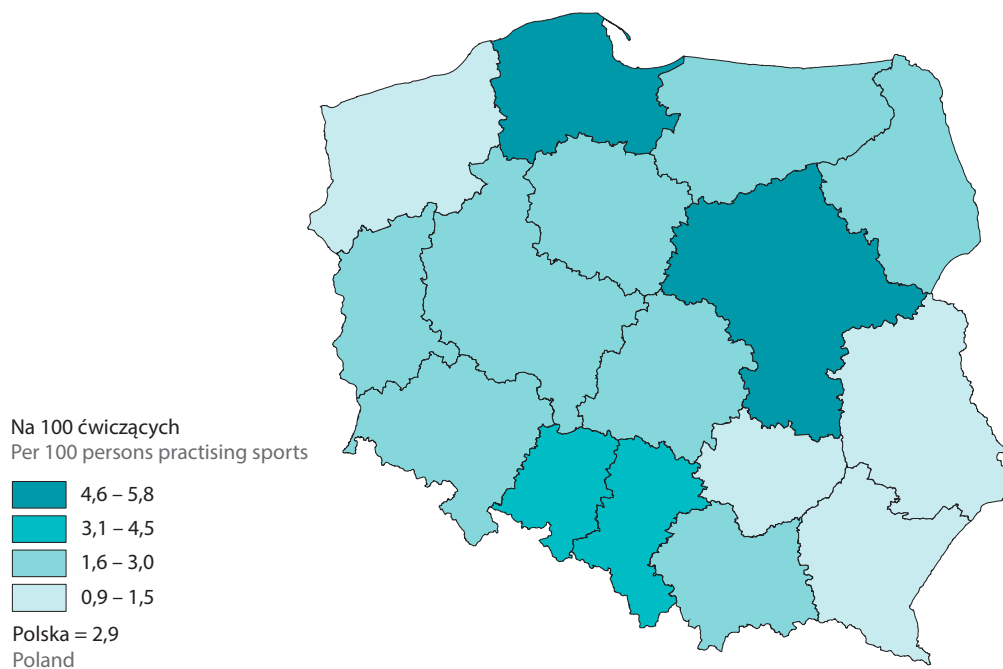 Na 100 ćwiczących
Per 100 persons practising sports
4,6 – 5,8
3,1 – 4,5
1,6 – 3,0
0,9 – 1,5
Polska = 2,9
Poland